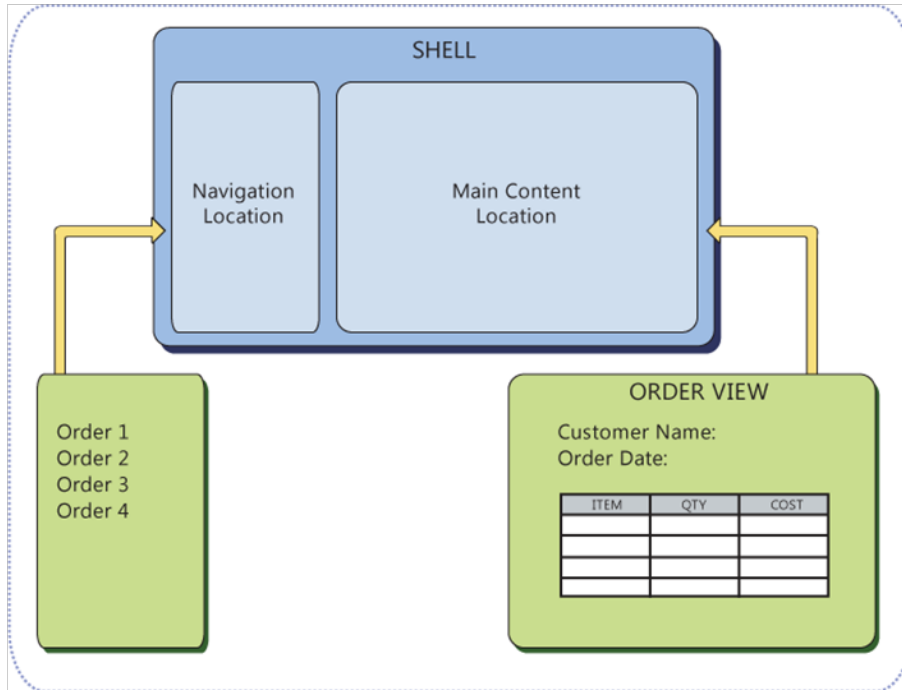 SHELL
Navigation
Location
Main Content
Location
Order 1
Order 2
Order 3
Order 4
ORDER VIEW
Customer Name:
Order Date:
ITEM QTY COST